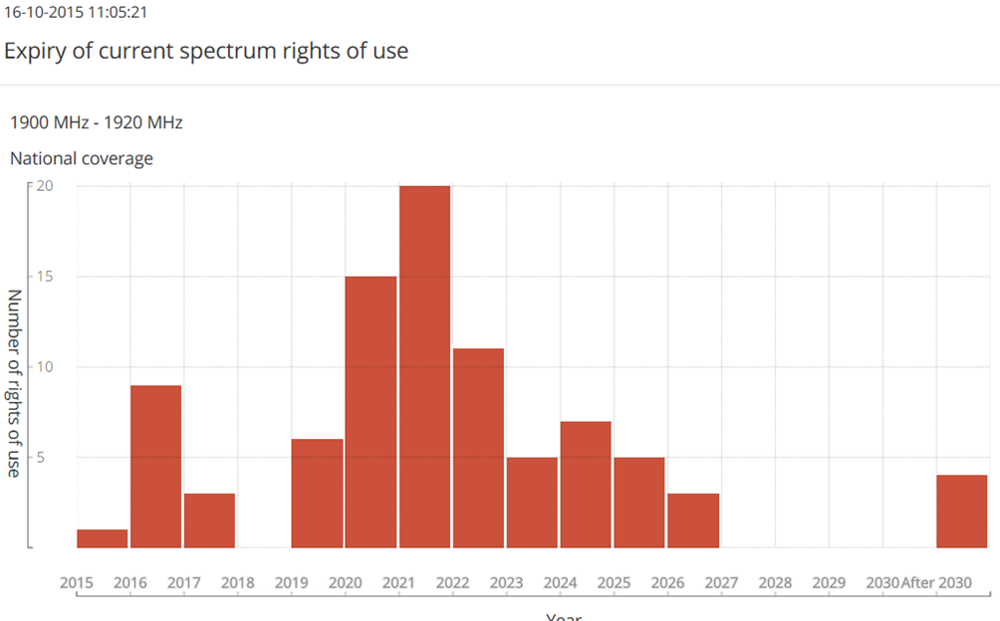 16-10-2015 11:05:21
Expiry of current spectrum rights of use
1900 MHz - 1920 MHz
National coverage
Number of rights of use
20
15
10
5
2015 2016 2017 2018 2019 2020 2021 2022 2023 2024 2025 2026 2027 2028 2029 2030 After 2030
Year